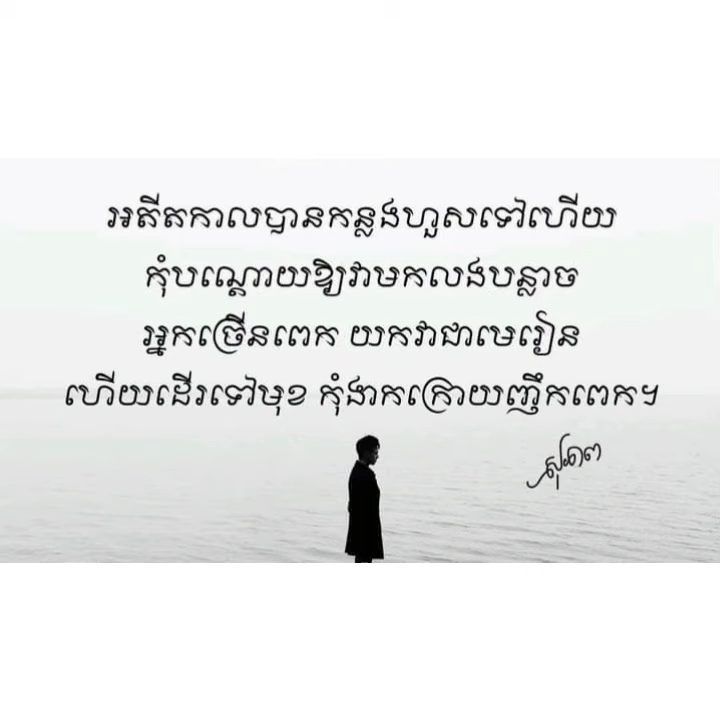 អតីតកាលបានកន្លងហួសទៅហើយ
កុំបណ្តោយឱ្យវាមកលងបន្លាច
អ្នកច្រើនពេក យកវាជាមេរៀន
ហើយដើរទៅមុខ កុំងាកក្រោយញឹកពេក។